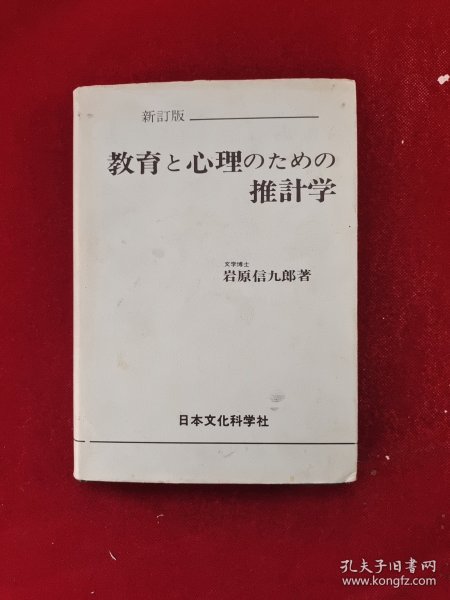 新訂版
教育と心理のための
推計学
文学博士
岩原信九郎著
日本文化科学社
孔夫子旧书网
www.kongfz.com